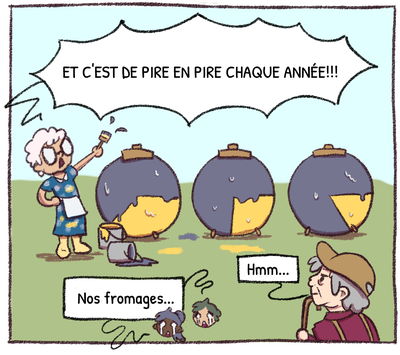 ET C'EST DE PIRE EN PIRE CHAQUE ANNÉE!!!
Hmm...
Nos fromages...